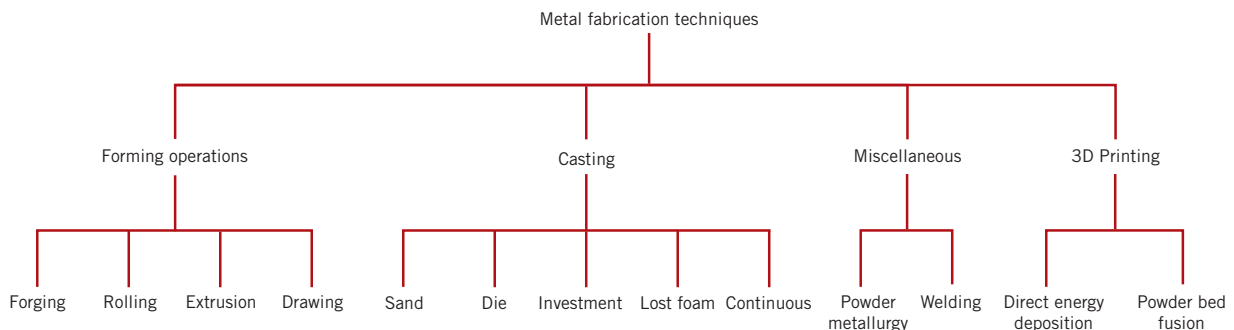 Metal fabrication techniques
Forming operations
Casting
Miscellaneous
3D Printing
Forging
Rolling
Extrusion
Drawing
Sand
Die
Investment
Lost foam
Continuous
Powder
metallurgy
Welding
Direct energy
deposition
Powder bed
fusion